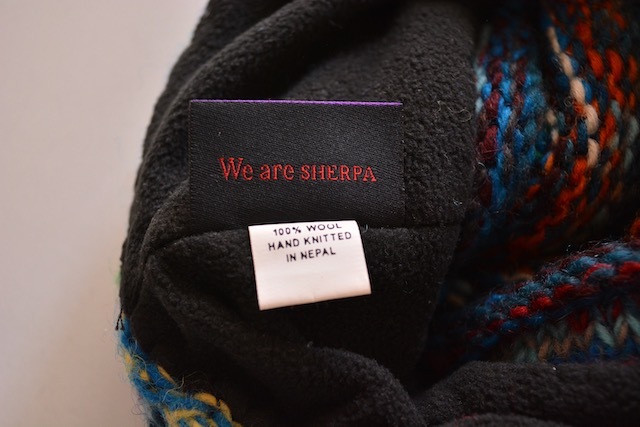 We are SHERPA
100% WOOL
HAND KNITTED
IN NEPAL